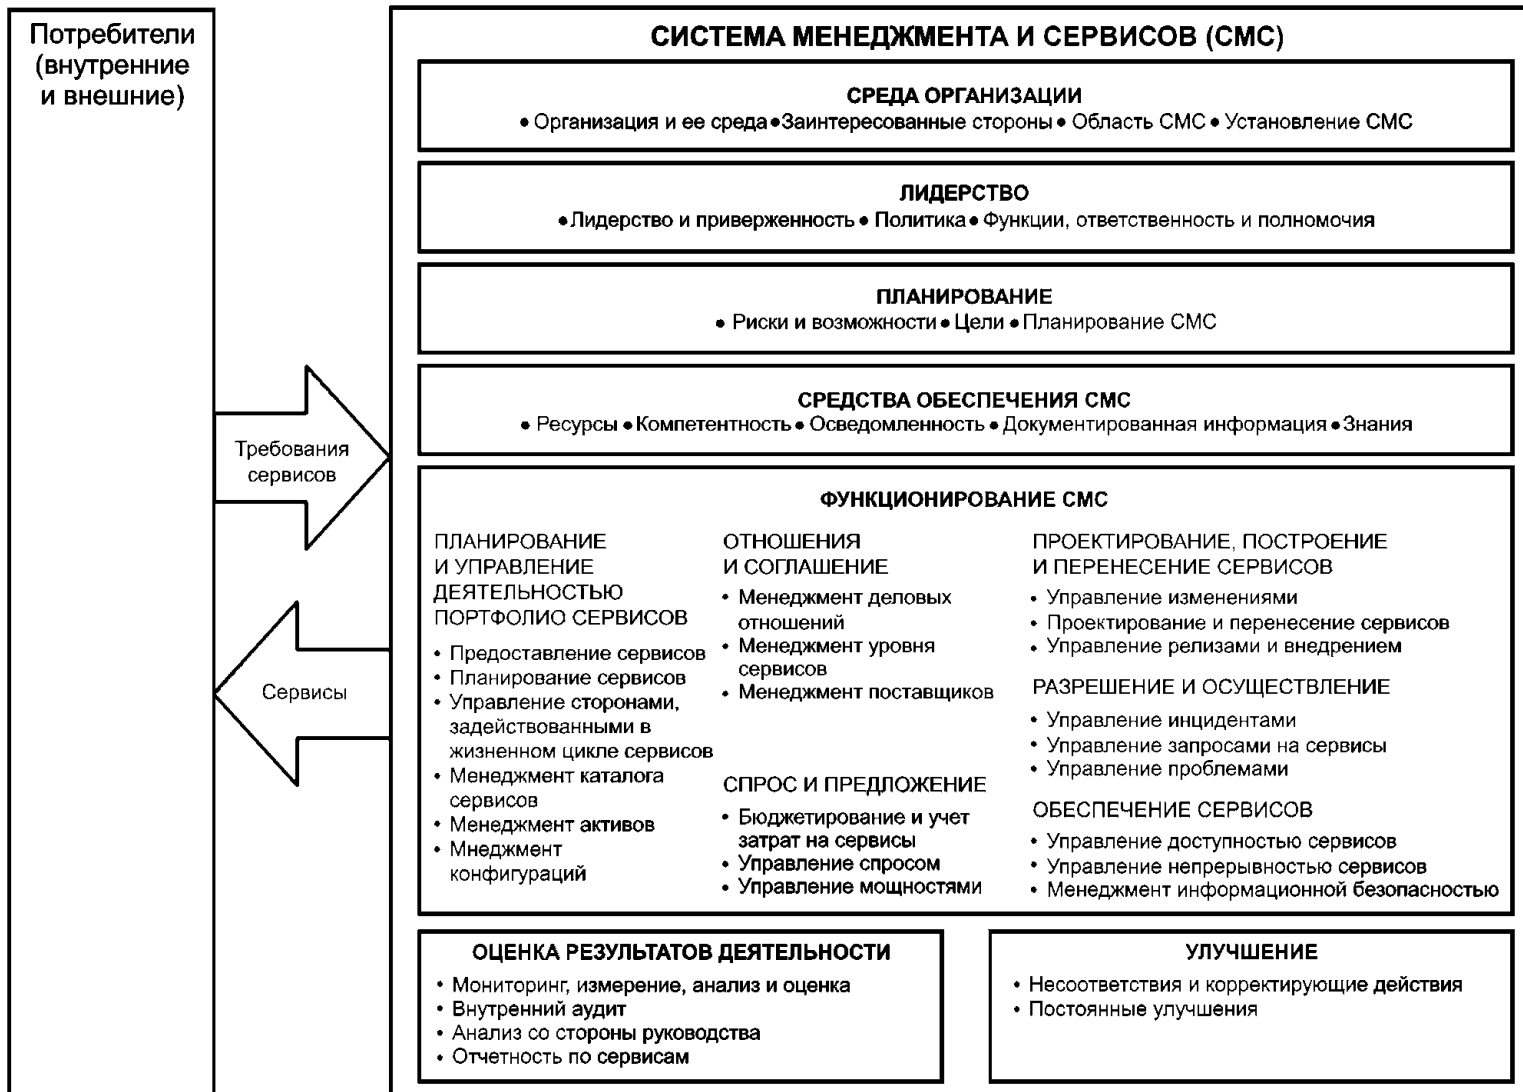 Потребители
(внутренние
и внешние)
Требования
сервисов
Сервисы
СИСТЕМА МЕНЕДЖМЕНТА И СЕРВИСОВ (СМС)
СРЕДА ОРГАНИЗАЦИИ
• Организация и ее среда • Заинтересованные стороны • Область СМС • Установление СМС
ЛИДЕРСТВО
• Лидерство и приверженность • Политика • Функции, ответственность и полномочия
ПЛАНИРОВАНИЕ
• Риски и возможности • Цели • Планирование СМС
СРЕДСТВА ОБЕСПЕЧЕНИЯ СМС
• Ресурсы • Компетентность • Осведомленность • Документированная информация • Знания
ФУНКЦИОНИРОВАНИЕ СМС
ПЛАНИРОВАНИЕ
И УПРАВЛЕНИЕ
ДЕЯТЕЛЬНОСТЬЮ
ПОРТФОЛИО СЕРВИСОВ
• Предоставление сервисов
• Планирование сервисов
• Управление сторонами,
задействованными в
жизненном цикле сервисов
• Менеджмент каталога
сервисов
• Менеджмент активов
• Мнеджмент
конфигураций
ОТНОШЕНИЯ
И СОГЛАШЕНИЕ
• Менеджмент деловых
отношений
• Менеджмент уровня
сервисов
• Менеджмент поставщиков
СПРОС И ПРЕДЛОЖЕНИЕ
• Бюджетирование и учет
затрат на сервисы
• Управление спросом
• Управление мощностями
ПРОЕКТИРОВАНИЕ, ПОСТРОЕНИЕ
И ПЕРЕНЕСЕНИЕ СЕРВИСОВ
• Управление изменениями
• Проектирование и перенесение сервисов
• Управление релизами и внедрением
РАЗРЕШЕНИЕ И ОСУЩЕСТВЛЕНИЕ
• Управление инцидентами
• Управление запросами на сервисы
• Управление проблемами
ОБЕСПЕЧЕНИЕ СЕРВИСОВ
• Управление доступностью сервисов
• Управление непрерывностью сервисов
• Менеджмент информационной безопасностью
ОЦЕНКА РЕЗУЛЬТАТОВ ДЕЯТЕЛЬНОСТИ
• Мониторинг, измерение, анализ и оценка
• Внутренний аудит
• Анализ со стороны руководства
• Отчетность по сервисам
УЛУЧШЕНИЕ
• Несоответствия и корректирующие действия
• Постоянные улучшения